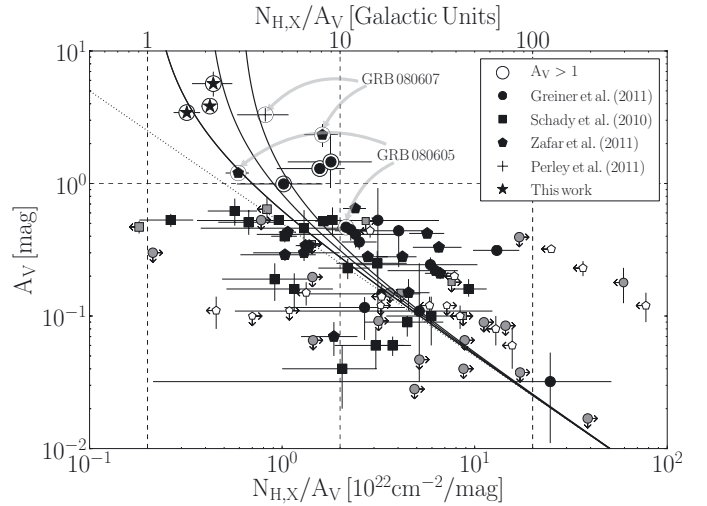 N_H,X/A_V [Galactic Units]
1 10 100
10^1
10^0
10^-1
10^-2
A_V [mag]
GRB 080607
GRB 080605
A_V > 1
Greiner et al. (2011)
Schady et al. (2010)
Zafar et al. (2011)
Perley et al. (2011)
This work
10^-1 10^0 10^1 10^2
N_H,X/A_V [10^22 cm^-2/mag]